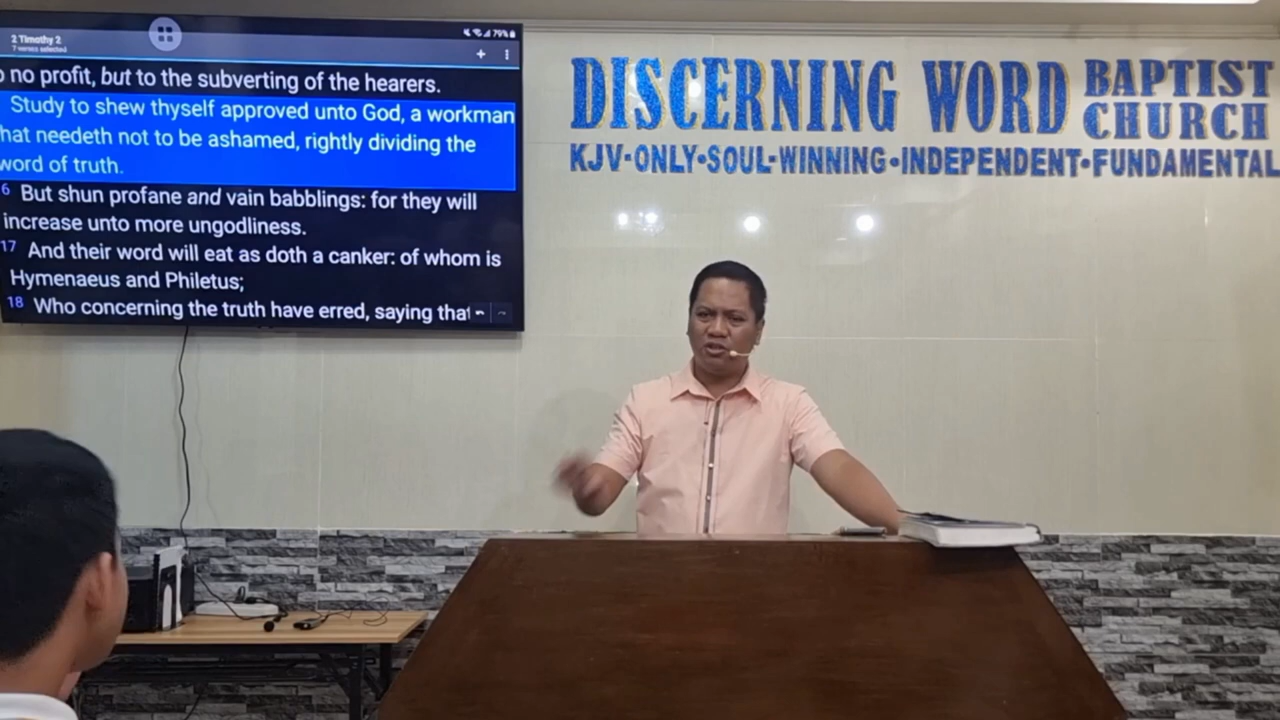 2 Timothy 2
7 verses selected
79%
no profit, but to the subverting of the hearers.
Study to shew thyself approved unto God, a workman
hat needeth not to be ashamed, rightly dividing the
word of truth.
6 But shun profane and vain babblings: for they will
increase unto more ungodliness.
17 And their word will eat as doth a canker: of whom is
Hymenaeus and Philetus;
18 Who concerning the truth have erred, saying that
DISCERNING WORD BAPTIST CHURCH
KJV-ONLY•SOUL-WINNING•INDEPENDENT•FUNDAMENTAL